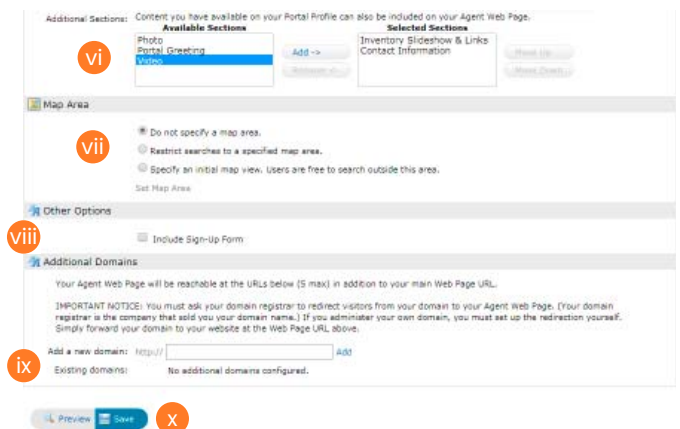 Additional Sections: Content you have available on your Portal Profile can also be included on your Agent Web Page.
Available Sections Selected Sections
Photo
Portal Greeting
Video
Add ->
Remove <-
Inventory Slideshow & Links
Contact Information
Move Up
Move Down
vi
Map Area
vii
Do not specify a map area.
Restrict searches to a specified map area.
Specify an initial map view. Users are free to search outside this area.
Set Map Area
Other Options
viii
Include Sign-Up Form
Additional Domains
Your Agent Web Page will be reachable at the URLs below (5 max) in addition to your main Web Page URL.
IMPORTANT NOTICE: You must ask your domain registrar to redirect visitors from your domain to your Agent Web Page. (Your domain
registrar is the company that sold you your domain name.) If you administer your own domain, you must set up the redirection yourself.
Simply forward your domain to your website at the Web Page URL above.
Add a new domain: http:// Add
ix
Existing domains: No additional domains configured.
Preview Save x